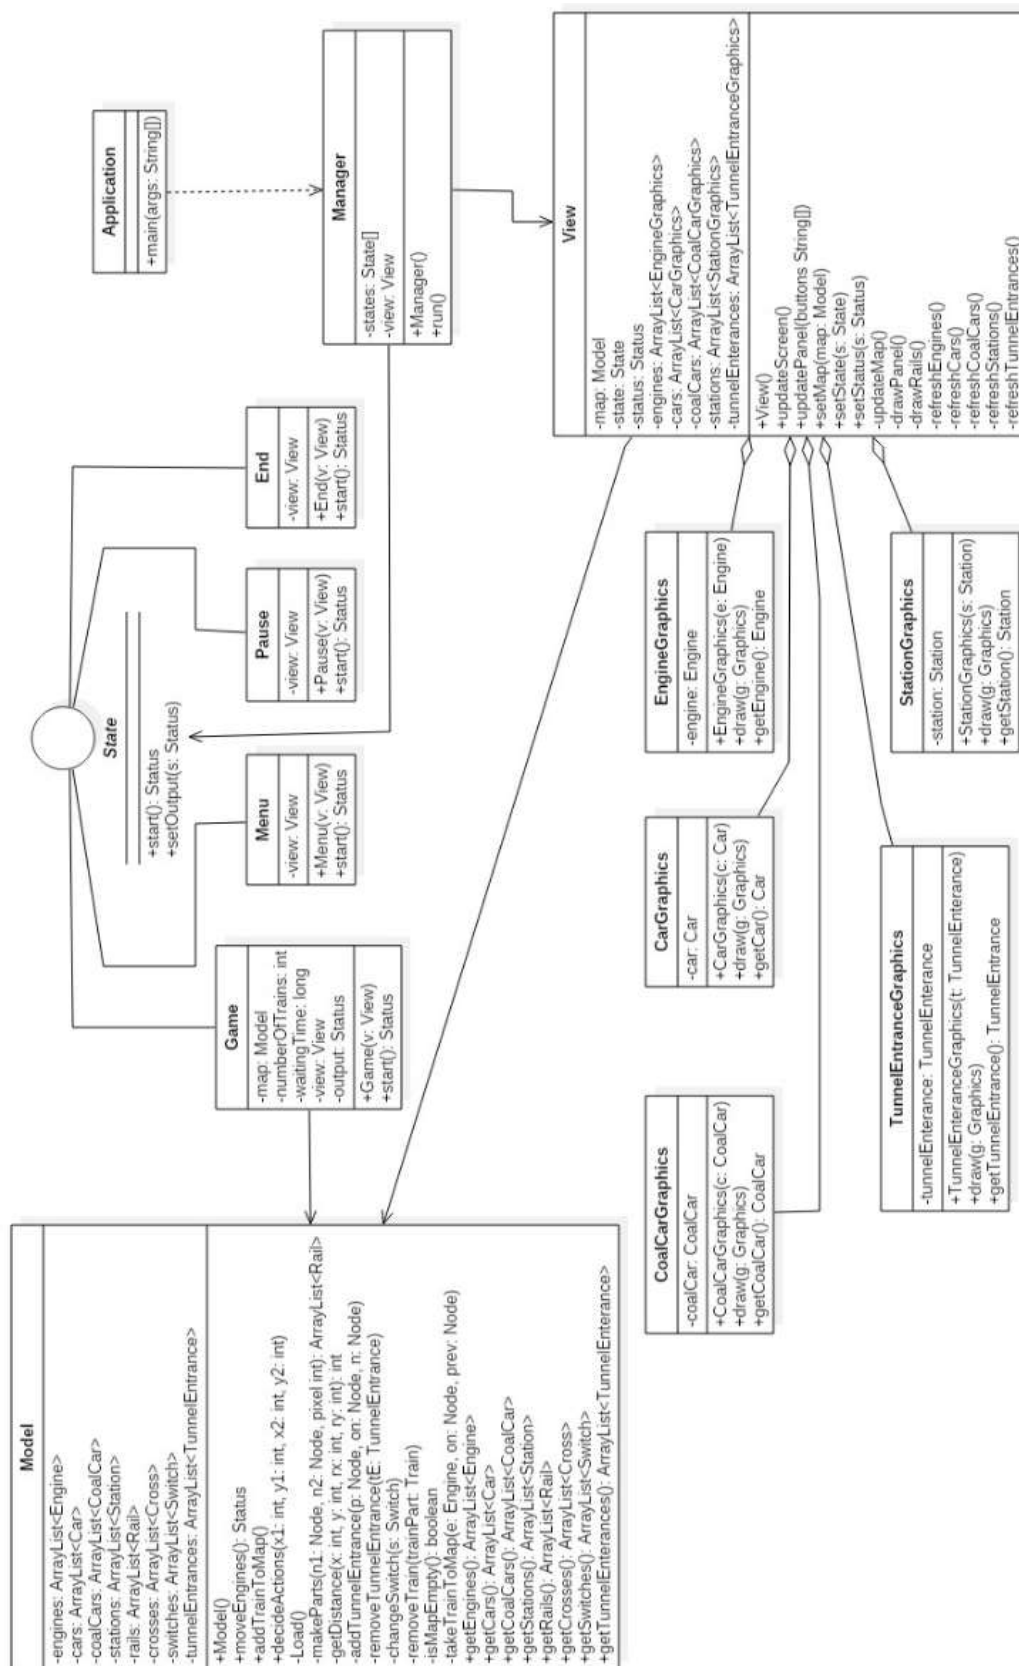 Model
-engines: ArrayList<Engine>
-cars: ArrayList<Car>
-coalCars: ArrayList<CoalCar>
-stations: ArrayList<Station>
-rails: ArrayList<Rail>
-crosses: ArrayList<Cross>
-switches: ArrayList<Switch>
-tunnelEntrances: ArrayList<TunnelEntrance>
+Model()
+moveEngines(): Status
+addTrainToMap()
+decideActions(x1: int, y1: int, x2: int, y2: int)
-Load()
-makeParts(n1: Node, n2: Node, pixel int): ArrayList<Rail>
-getDistance(x: int, y: int, rx: int, ry: int): int
-addTunnelEntrance(p: Node, on: Node, n: Node)
-removeTunnelEntrance(tE: TunnelEntrance)
-changeSwitch(s: Switch)
-removeTrain(trainPart: Train)
-isMapEmpty(): boolean
-takeTrainToMap(e: Engine, on: Node, prev: Node)
+getEngines(): ArrayList<Engine>
+getCars(): ArrayList<Car>
+getCoalCars(): ArrayList<CoalCar>
+getStations(): ArrayList<Station>
+getRails(): ArrayList<Rail>
+getCrosses(): ArrayList<Cross>
+getSwitches(): ArrayList<Switch>
+getTunnelEnterances(): ArrayList<TunnelEnterance>
Game
-map: Model
-numberOfTrains: int
-waitingTime: long
-view: View
-output: Status
+Game(v: View)
+start(): Status
State
+start(): Status
+setOutput(s: Status)
Menu
-view: View
+Menu(v: View)
+start(): Status
Pause
-view: View
+Pause(v: View)
+start(): Status
End
-view: View
+End(v: View)
+start(): Status
Application
+main(args: String[])
Manager
-states: State[]
-view: View
+Manager()
+run()
View
-map: Model
-state: State
-status: Status
-engines: ArrayList<EngineGraphics>
-cars: ArrayList<CarGraphics>
-coalCars: ArrayList<CoalCarGraphics>
-stations: ArrayList<StationGraphics>
-tunnelEnterances: ArrayList<TunnelEntranceGraphics>
+View()
+updateScreen()
+updatePanel(buttons String[])
+setMap(map: Model)
+setState(s: State)
+setStatus(s: Status)
-updateMap()
-drawPanel()
-drawRails()
-refreshEngines()
-refreshCars()
-refreshCoalCars()
-refreshStations()
-refreshTunnelEntrances()
CoalCarGraphics
-coalCar: CoalCar
+CoalCarGraphics(c: CoalCar)
+draw(g: Graphics)
+getCoalCar(): CoalCar
CarGraphics
-car: Car
+CarGraphics(c: Car)
+draw(g: Graphics)
+getCar(): Car
EngineGraphics
-engine: Engine
+EngineGraphics(e: Engine)
+draw(g: Graphics)
+getEngine(): Engine
TunnelEntranceGraphics
-tunnelEnterance: TunnelEnterance
+TunnelEnteranceGraphics(t: TunnelEnterance)
+draw(g: Graphics)
+getTunnelEntrance(): TunnelEntrance
StationGraphics
-station: Station
+StationGraphics(s: Station)
+draw(g: Graphics)
+getStation(): Station